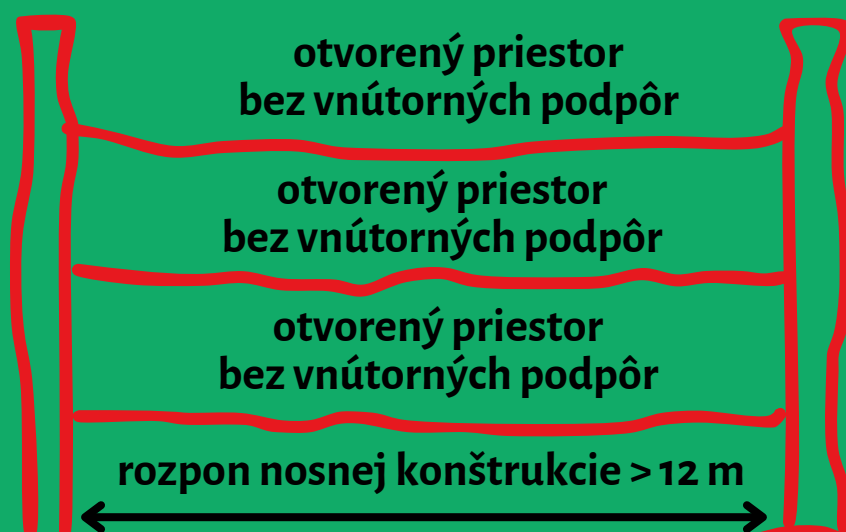 otvorený priestor
bez vnútorných podpôr
otvorený priestor
bez vnútorných podpôr
otvorený priestor
bez vnútorných podpôr
rozpon nosnej konštrukcie > 12 m